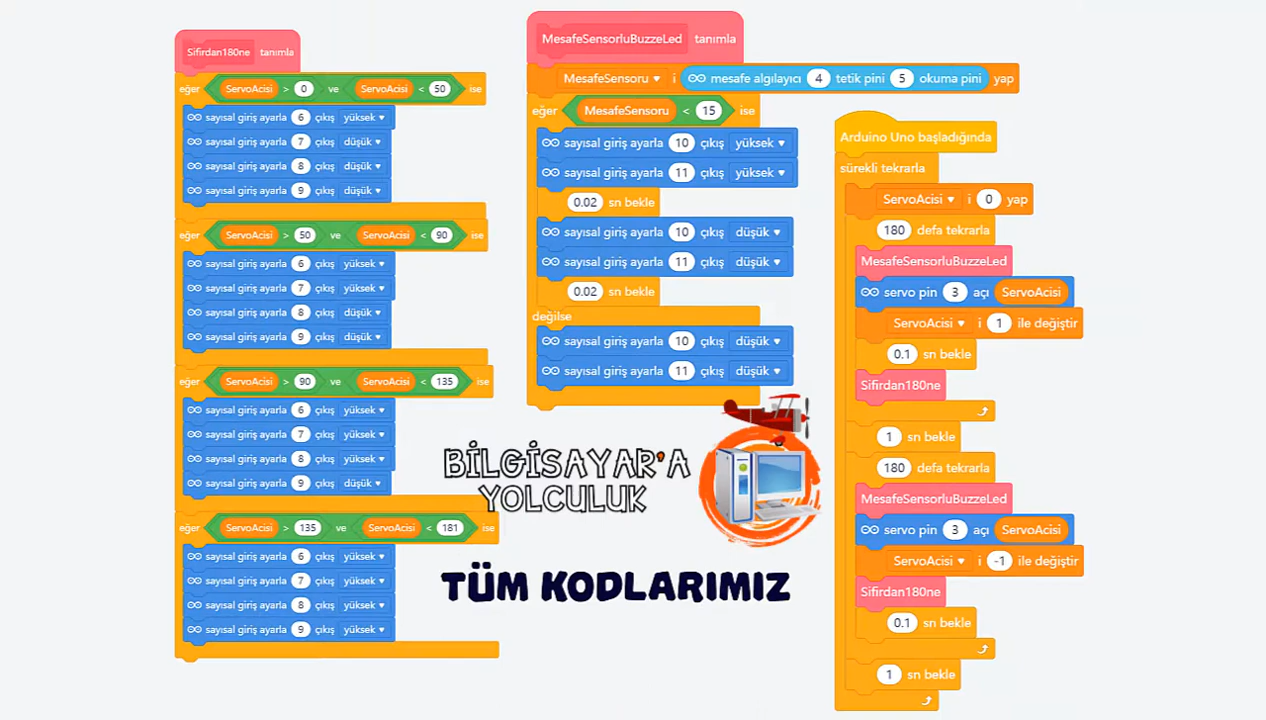 Sifirdan180ne tanımla
eğer ServoAcisi > 0 ve ServoAcisi < 50 ise
sayısal giriş ayarla 6 çıkış yüksek
sayısal giriş ayarla 7 çıkış düşük
sayısal giriş ayarla 8 çıkış düşük
sayısal giriş ayarla 9 çıkış düşük
eğer ServoAcisi > 50 ve ServoAcisi < 90 ise
sayısal giriş ayarla 6 çıkış yüksek
sayısal giriş ayarla 7 çıkış yüksek
sayısal giriş ayarla 8 çıkış düşük
sayısal giriş ayarla 9 çıkış düşük
eğer ServoAcisi > 90 ve ServoAcisi < 135 ise
sayısal giriş ayarla 6 çıkış yüksek
sayısal giriş ayarla 7 çıkış yüksek
sayısal giriş ayarla 8 çıkış yüksek
sayısal giriş ayarla 9 çıkış düşük
eğer ServoAcisi > 135 ve ServoAcisi < 181 ise
sayısal giriş ayarla 6 çıkış yüksek
sayısal giriş ayarla 7 çıkış yüksek
sayısal giriş ayarla 8 çıkış yüksek
sayısal giriş ayarla 9 çıkış yüksek
MesafeSensorluBuzzeLed tanımla
MesafeSensoru i mesafe algılayıcı 4 tetik pini 5 okuma pini yap
eğer MesafeSensoru < 15 ise
sayısal giriş ayarla 10 çıkış yüksek
sayısal giriş ayarla 11 çıkış yüksek
0.02 sn bekle
sayısal giriş ayarla 10 çıkış düşük
sayısal giriş ayarla 11 çıkış düşük
0.02 sn bekle
değilse
sayısal giriş ayarla 10 çıkış düşük
sayısal giriş ayarla 11 çıkış düşük
BİLGİSAYAR'A
YOLCULUK
TÜM KODLARIMIZ
Arduino Uno başladığında
sürekli tekrarla
ServoAcisi i 0 yap
180 defa tekrarla
MesafeSensorluBuzzeLed
servo pin 3 açı ServoAcisi
ServoAcisi i 1 ile değiştir
0.1 sn bekle
Sifirdan180ne
1 sn bekle
180 defa tekrarla
MesafeSensorluBuzzeLed
servo pin 3 açı ServoAcisi
ServoAcisi i -1 ile değiştir
Sifirdan180ne
0.1 sn bekle
1 sn bekle